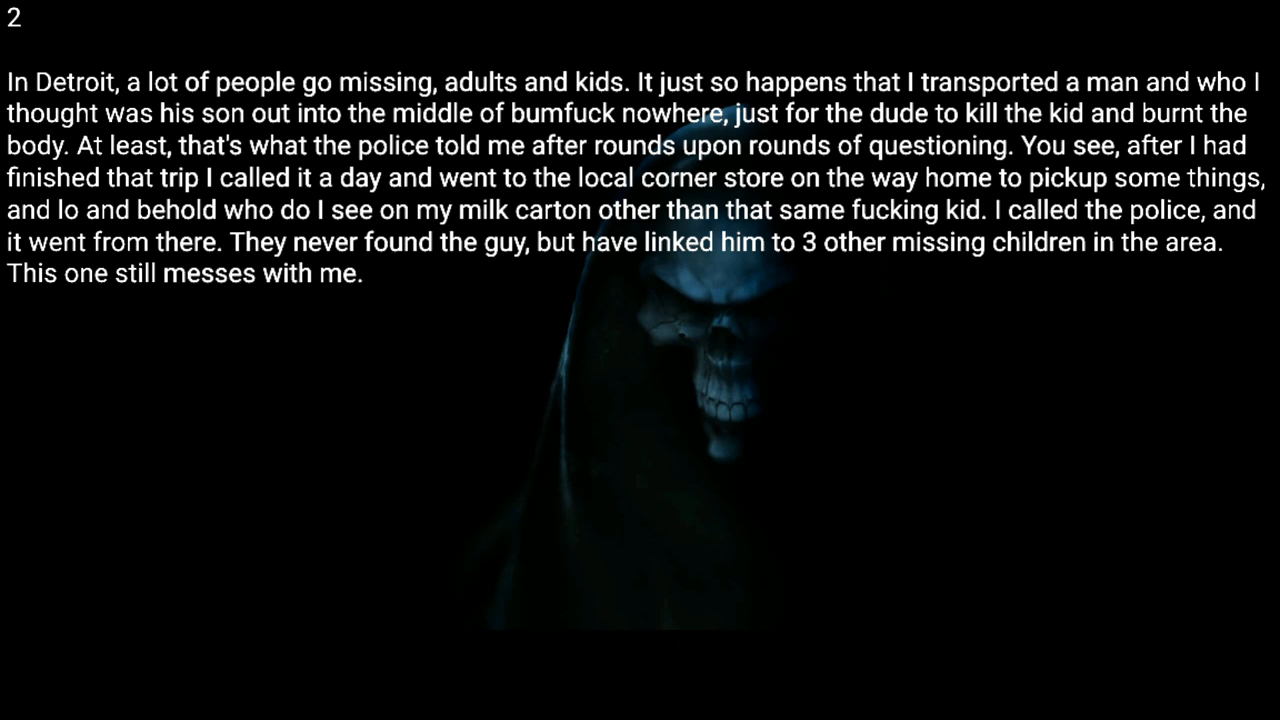 2
In Detroit, a lot of people go missing, adults and kids. It just so happens that I transported a man and who I
thought was his son out into the middle of bumfuck nowhere, just for the dude to kill the kid and burnt the
body. At least, that's what the police told me after rounds upon rounds of questioning. You see, after I had
finished that trip I called it a day and went to the local corner store on the way home to pickup some things,
and lo and behold who do I see on my milk carton other than that same fucking kid. I called the police, and
it went from there. They never found the guy, but have linked him to 3 other missing children in the area.
This one still messes with me.